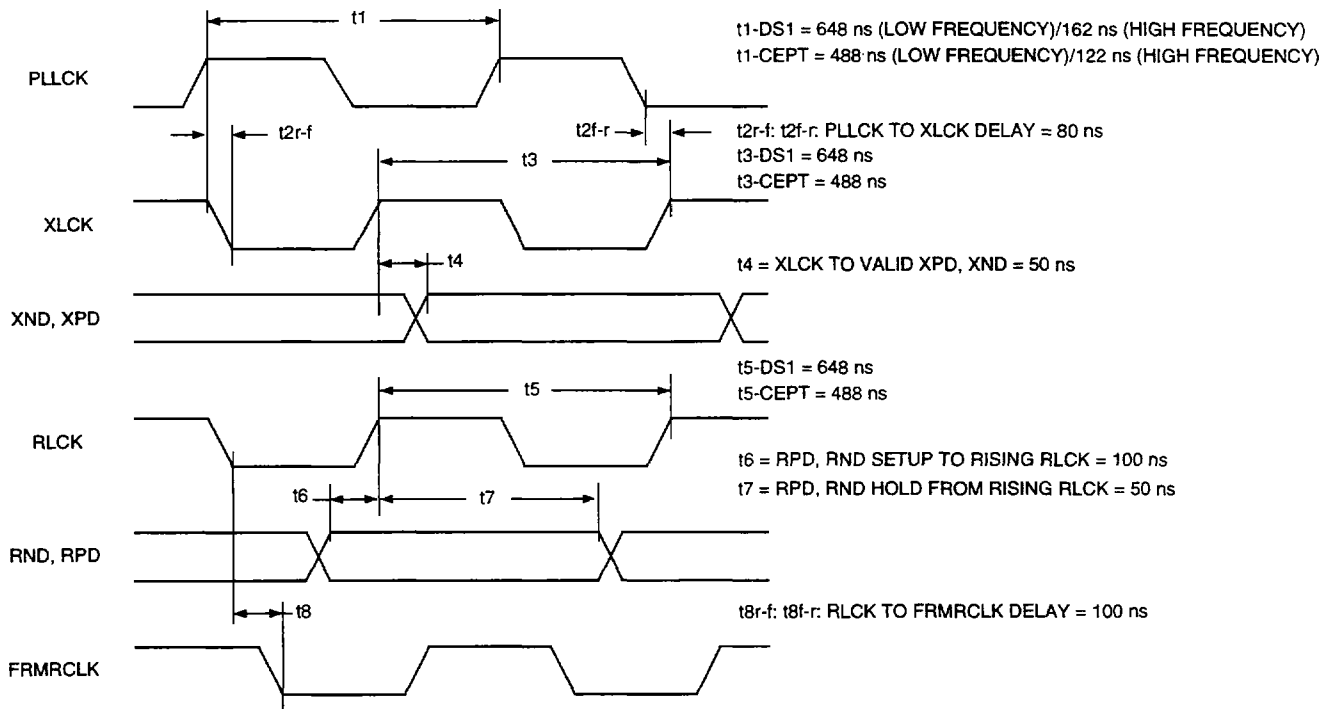 t1
t1-DS1 = 648 ns (LOW FREQUENCY)/162 ns (HIGH FREQUENCY)
t1-CEPT = 488 ns (LOW FREQUENCY)/122 ns (HIGH FREQUENCY)
PLLCK
t2r-f
t2f-r
t2r-f: t2f-r: PLLCK TO XLCK DELAY = 80 ns
t3
t3-DS1 = 648 ns
t3-CEPT = 488 ns
XLCK
t4
t4 = XLCK TO VALID XPD, XND = 50 ns
XND, XPD
t5-DS1 = 648 ns
t5
t5-CEPT = 488 ns
RLCK
t6 = RPD, RND SETUP TO RISING RLCK = 100 ns
t6
t7
t7 = RPD, RND HOLD FROM RISING RLCK = 50 ns
RND, RPD
t8
t8r-f: t8f-r: RLCK TO FRMRCLK DELAY = 100 ns
FRMRCLK